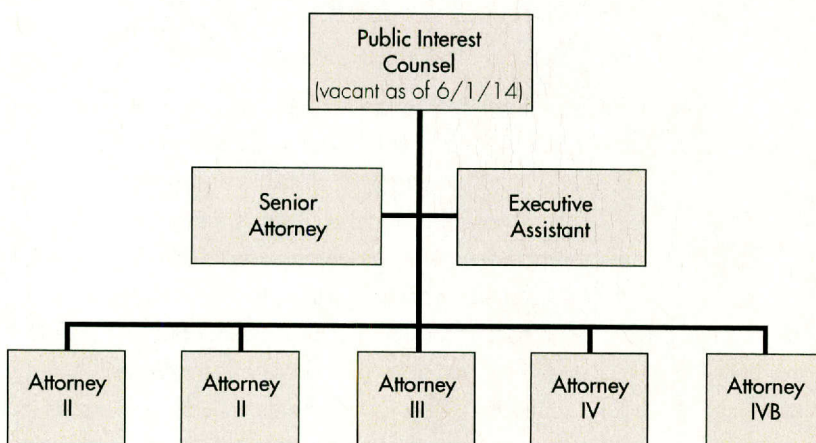 Public Interest
Counsel
(vacant as of 6/1/14)
Senior
Attorney
Executive
Assistant
Attorney
II
Attorney
II
Attorney
III
Attorney
IV
Attorney
IVB